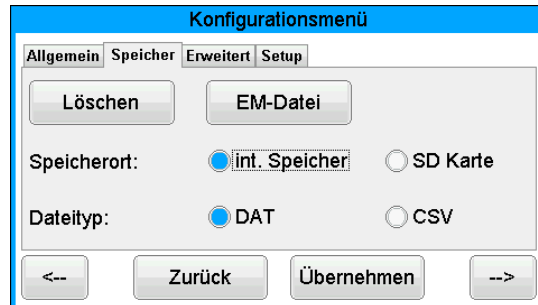 Konfigurationsmenü
Allgemein Speicher Erweitert Setup
Löschen EM-Datei
Speicherort: int. Speicher SD Karte
Dateityp: DAT CSV
<-- Zurück Übernehmen -->